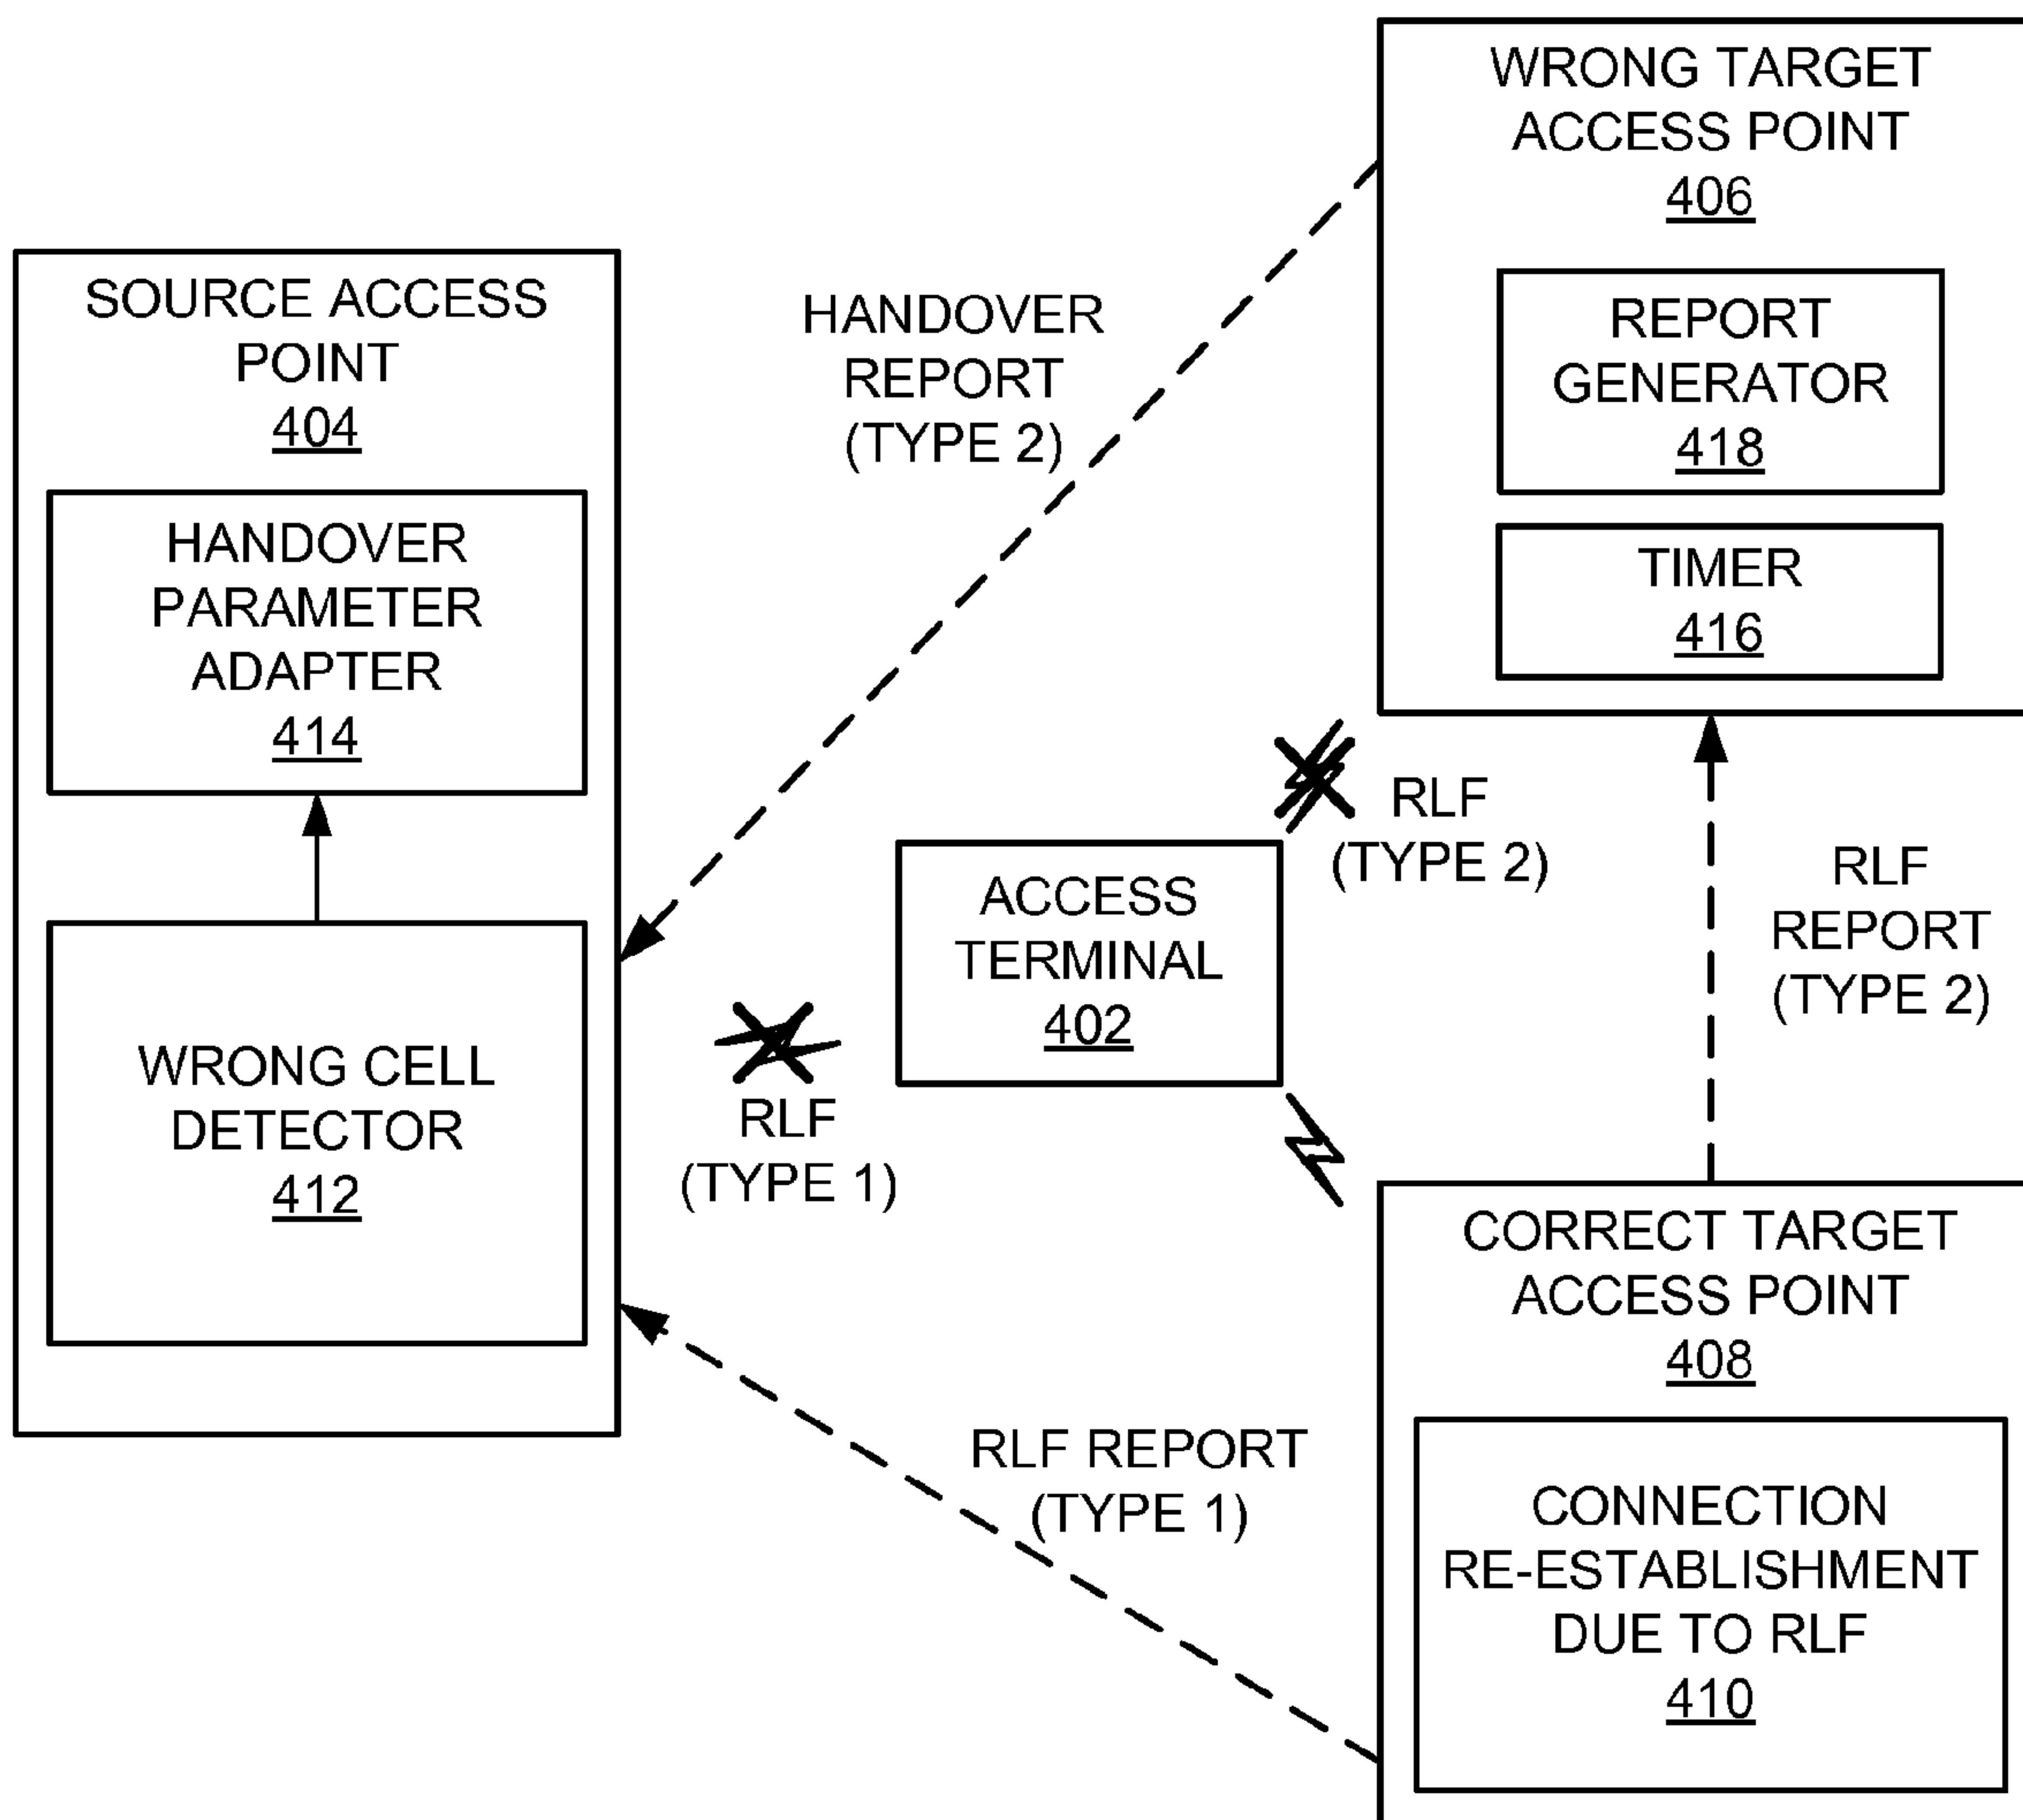 SOURCE ACCESS
POINT
404
HANDOVER
PARAMETER
ADAPTER
414
WRONG CELL
DETECTOR
412
HANDOVER
REPORT
(TYPE 2)
RLF
(TYPE 1)
ACCESS
TERMINAL
402
RLF
(TYPE 2)
RLF REPORT
(TYPE 1)
WRONG TARGET
ACCESS POINT
406
REPORT
GENERATOR
418
TIMER
416
RLF
REPORT
(TYPE 2)
CORRECT TARGET
ACCESS POINT
408
CONNECTION
RE-ESTABLISHMENT
DUE TO RLF
410